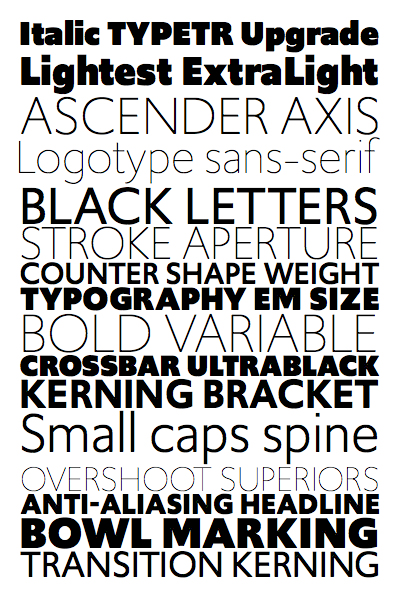 Italic TYPETR Upgrade
Lightest ExtraLight
ASCENDER AXIS
Logotype sans-serif
BLACK LETTERS
STROKE APERTURE
COUNTER SHAPE WEIGHT
TYPOGRAPHY EM SIZE
BOLD VARIABLE
CROSSBAR ULTRABLACK
KERNING BRACKET
Small caps spine
OVERSHOOT SUPERIORS
ANTI-ALIASING HEADLINE
BOWL MARKING
TRANSITION KERNING